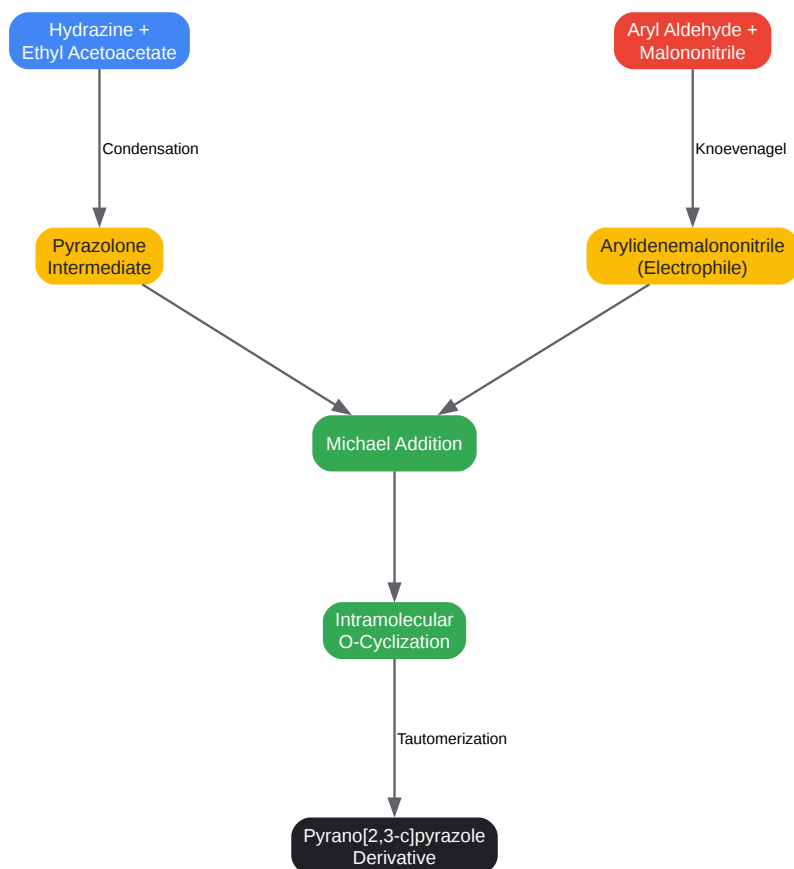 Hydrazine +
Ethyl Acetoacetate
Aryl Aldehyde +
Malononitrile
Condensation
Knoevenagel
Pyrazolone
Intermediate
Arylidenemalononitrile
(Electrophile)
Michael Addition
Intramolecular
O-Cyclization
Tautomerization
Pyrano[2,3-c]pyrazole
Derivative